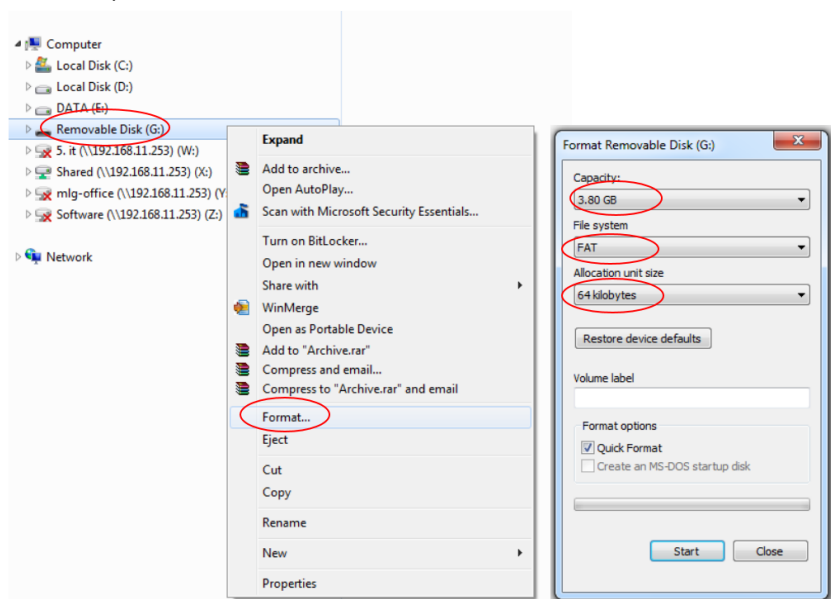 Computer
Local Disk (C:)
Local Disk (D:)
DATA (E:)
Removable Disk (G:)
5. it (\\192.168.11.253) (W:)
Shared (\\192.168.11.253) (X:)
mlg-office (\\192.168.11.253) (Y:
Software (\\192.168.11.253) (Z:)
Network
Expand
Add to archive...
Open AutoPlay...
Scan with Microsoft Security Essentials...
Turn on BitLocker...
Open in new window
Share with
WinMerge
Open as Portable Device
Add to "Archive.rar"
Compress and email...
Compress to "Archive.rar" and email
Format...
Eject
Cut
Copy
Rename
New
Properties
Format Removable Disk (G:)
Capacity:
3.80 GB
File system
FAT
Allocation unit size
64 kilobytes
Restore device defaults
Volume label
Format options
Quick Format
Create an MS-DOS startup disk
Start
Close